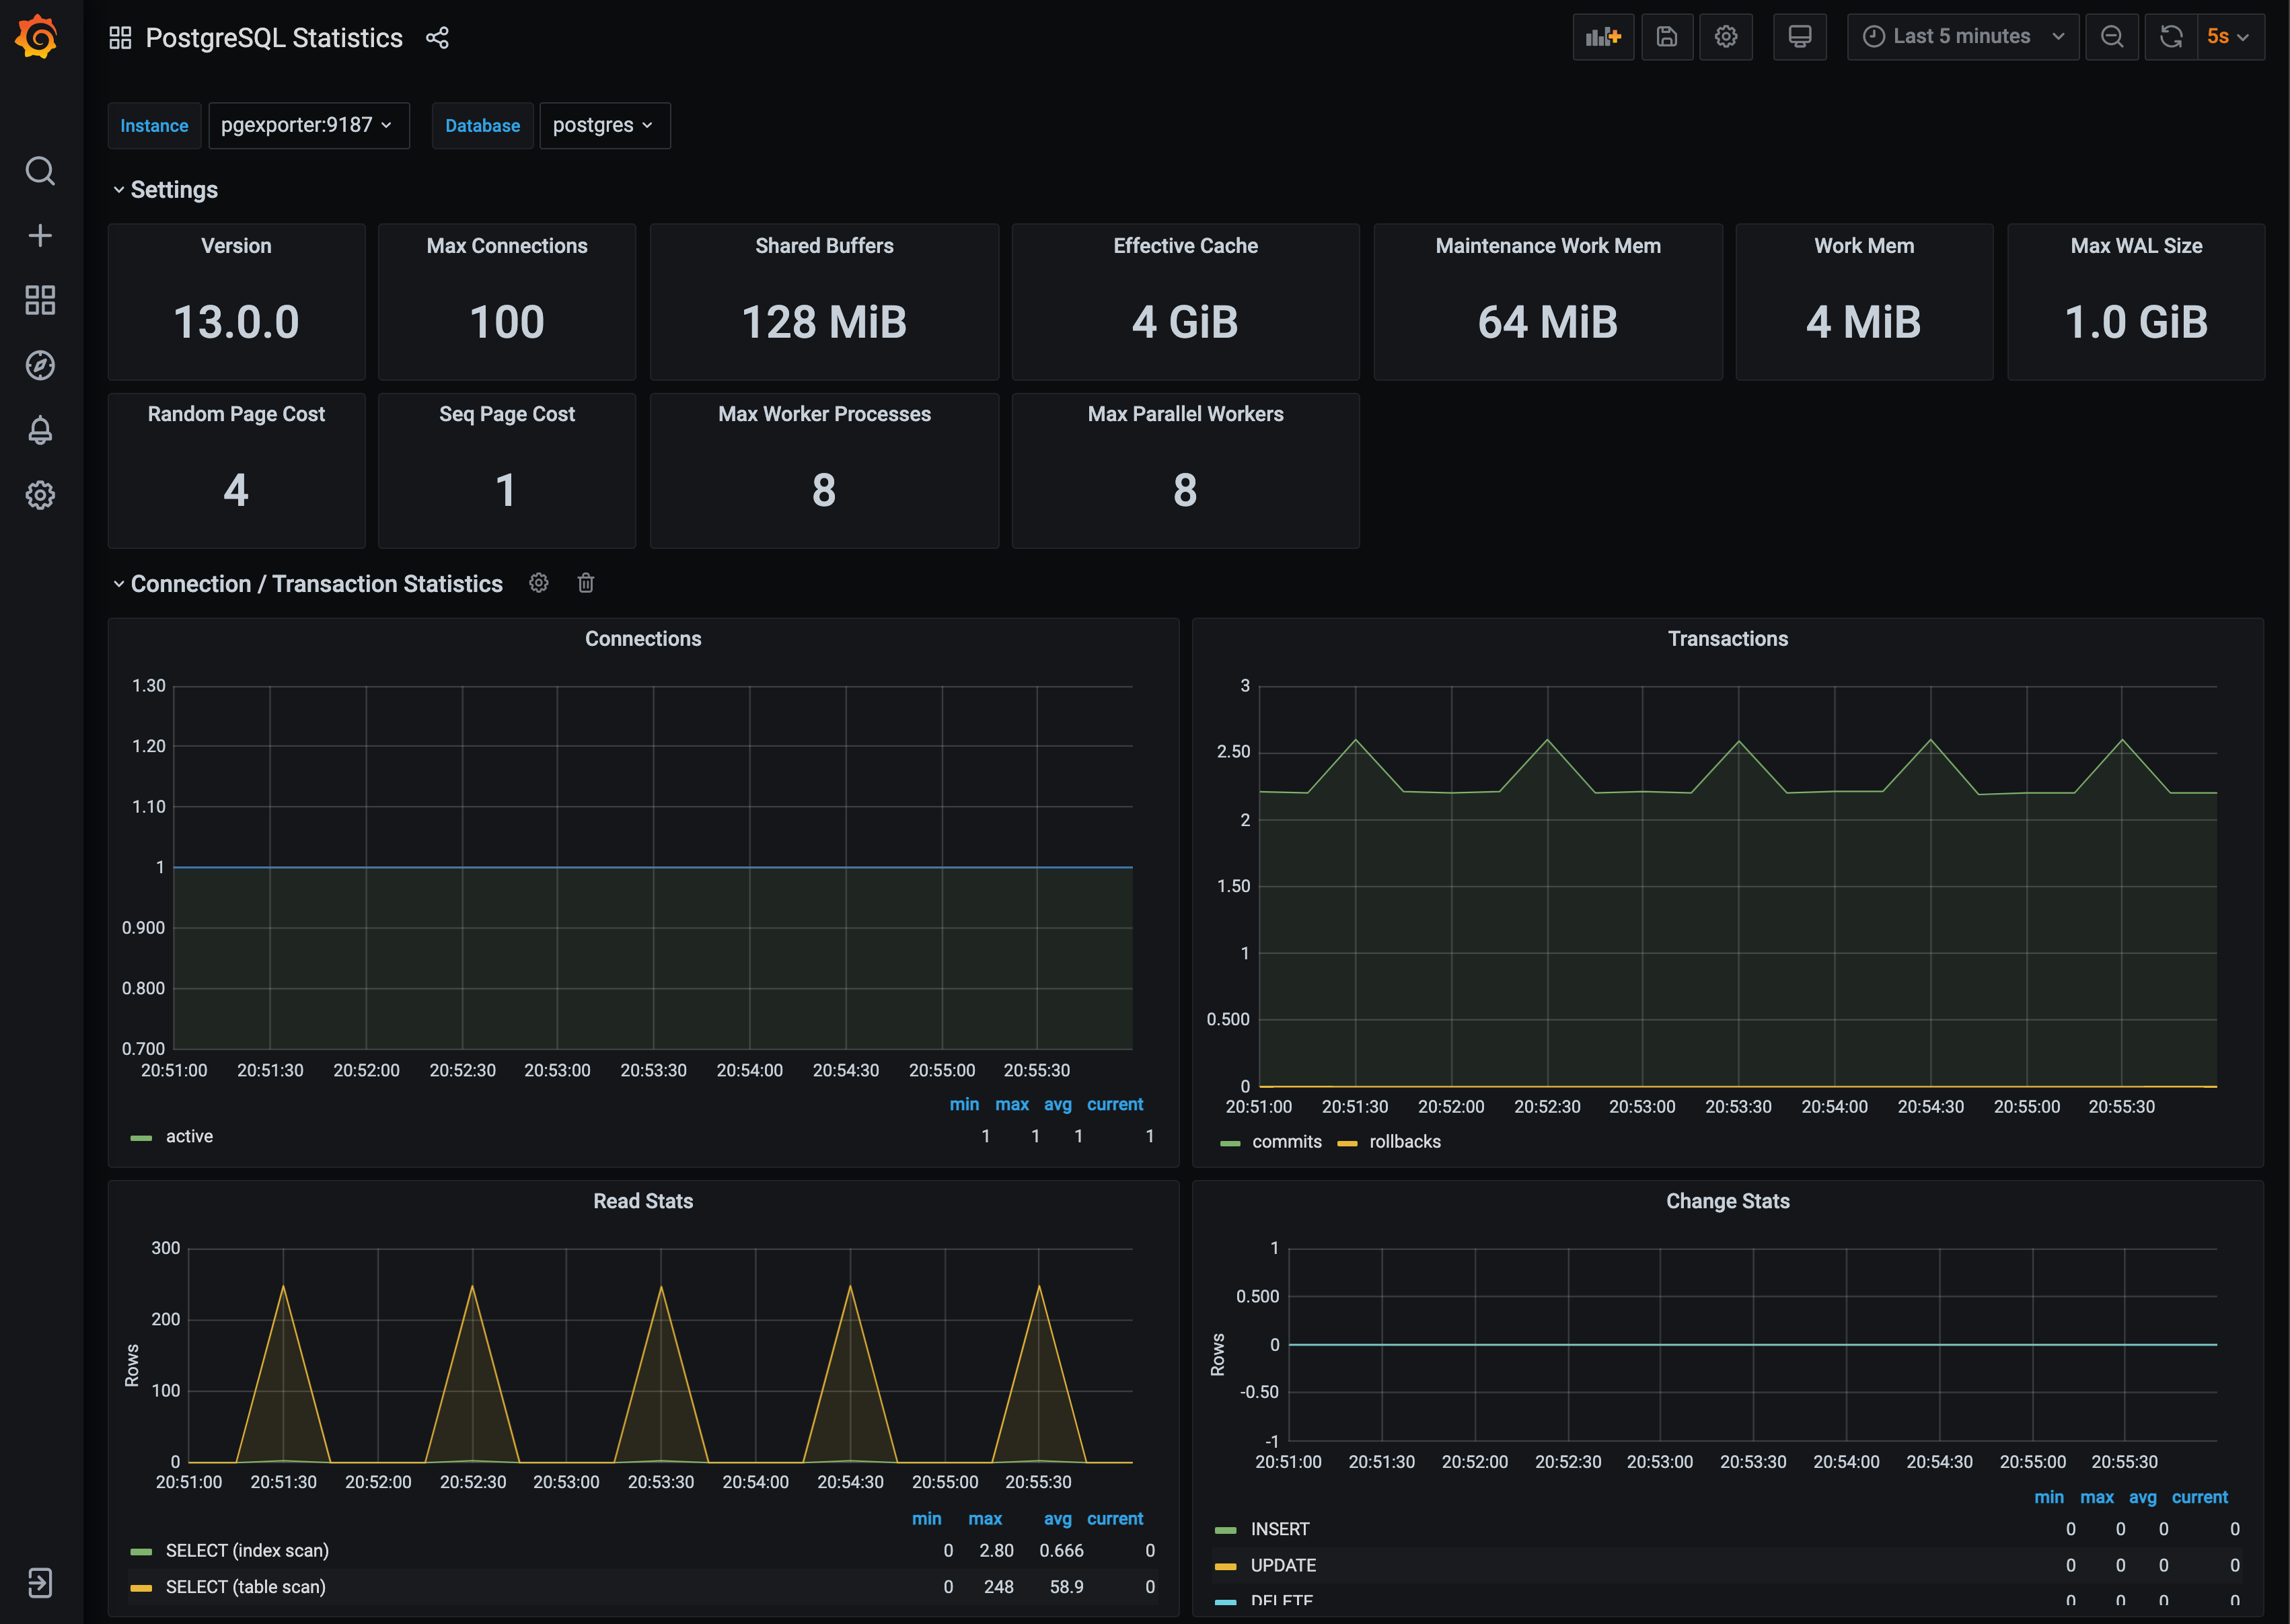 PostgreSQL Statistics
Last 5 minutes
5s
Instance
pgexporter:9187
Database
postgres
Settings
Version
13.0.0
Max Connections
100
Shared Buffers
128 MiB
Effective Cache
4 GiB
Maintenance Work Mem
64 MiB
Work Mem
4 MiB
Max WAL Size
1.0 GiB
Random Page Cost
4
Seq Page Cost
1
Max Worker Processes
8
Max Parallel Workers
8
Connection / Transaction Statistics
Connections
1.30
1.20
1.10
1
0.900
0.800
0.700
20:51:00 20:51:30 20:52:00 20:52:30 20:53:00 20:53:30 20:54:00 20:54:30 20:55:00 20:55:30
min max avg current
active 1 1 1 1
Transactions
3
2.50
2
1.50
1
0.500
0
20:51:00 20:51:30 20:52:00 20:52:30 20:53:00 20:53:30 20:54:00 20:54:30 20:55:00 20:55:30
commits rollbacks
Read Stats
Rows
300
200
100
0
20:51:00 20:51:30 20:52:00 20:52:30 20:53:00 20:53:30 20:54:00 20:54:30 20:55:00 20:55:30
min max avg current
SELECT (index scan) 0 2.80 0.666 0
SELECT (table scan) 0 248 58.9 0
Change Stats
Rows
1
0.500
0
-0.50
-1
20:51:00 20:51:30 20:52:00 20:52:30 20:53:00 20:53:30 20:54:00 20:54:30 20:55:00 20:55:30
min max avg current
INSERT 0 0 0 0
UPDATE 0 0 0 0
DELETE 0 0 0 0